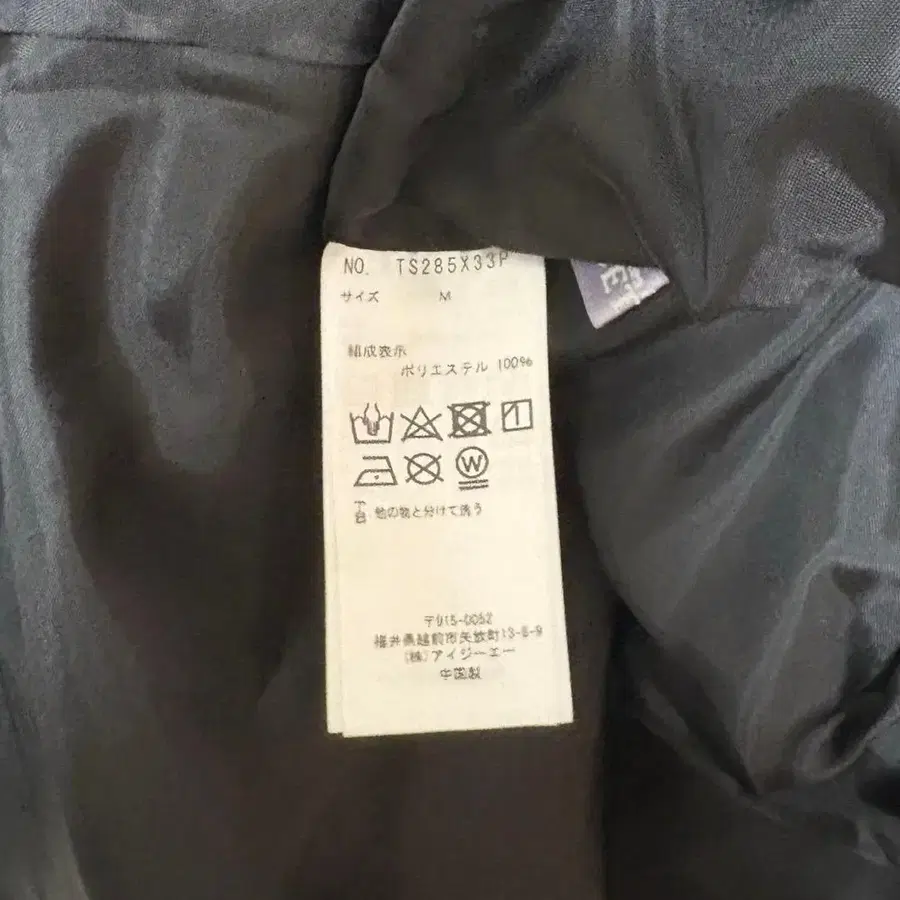 NO. TS285X33P
サイズ M
組成表示
ポリエステル 100%
W
他の物と分けて洗う
〒915-0052
福井県越前市矢放町13-8-9
(株)アイジーエー
中国製